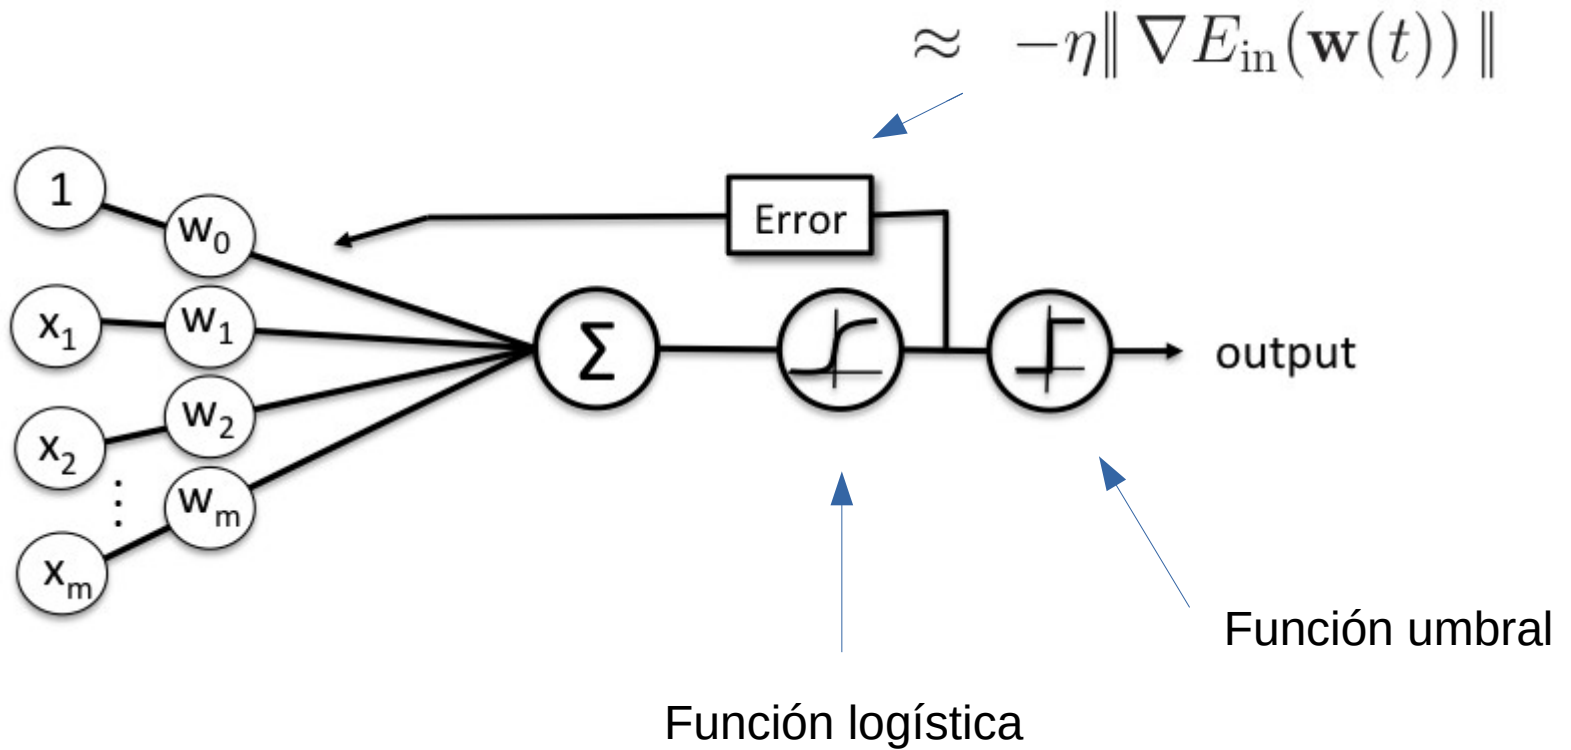 ≈ −η‖ ∇E_in(w(t)) ‖
1
w₀
Error
x₁
w₁
Σ
output
x₂
w₂
⋮
wₘ
xₘ
Función umbral
Función logística